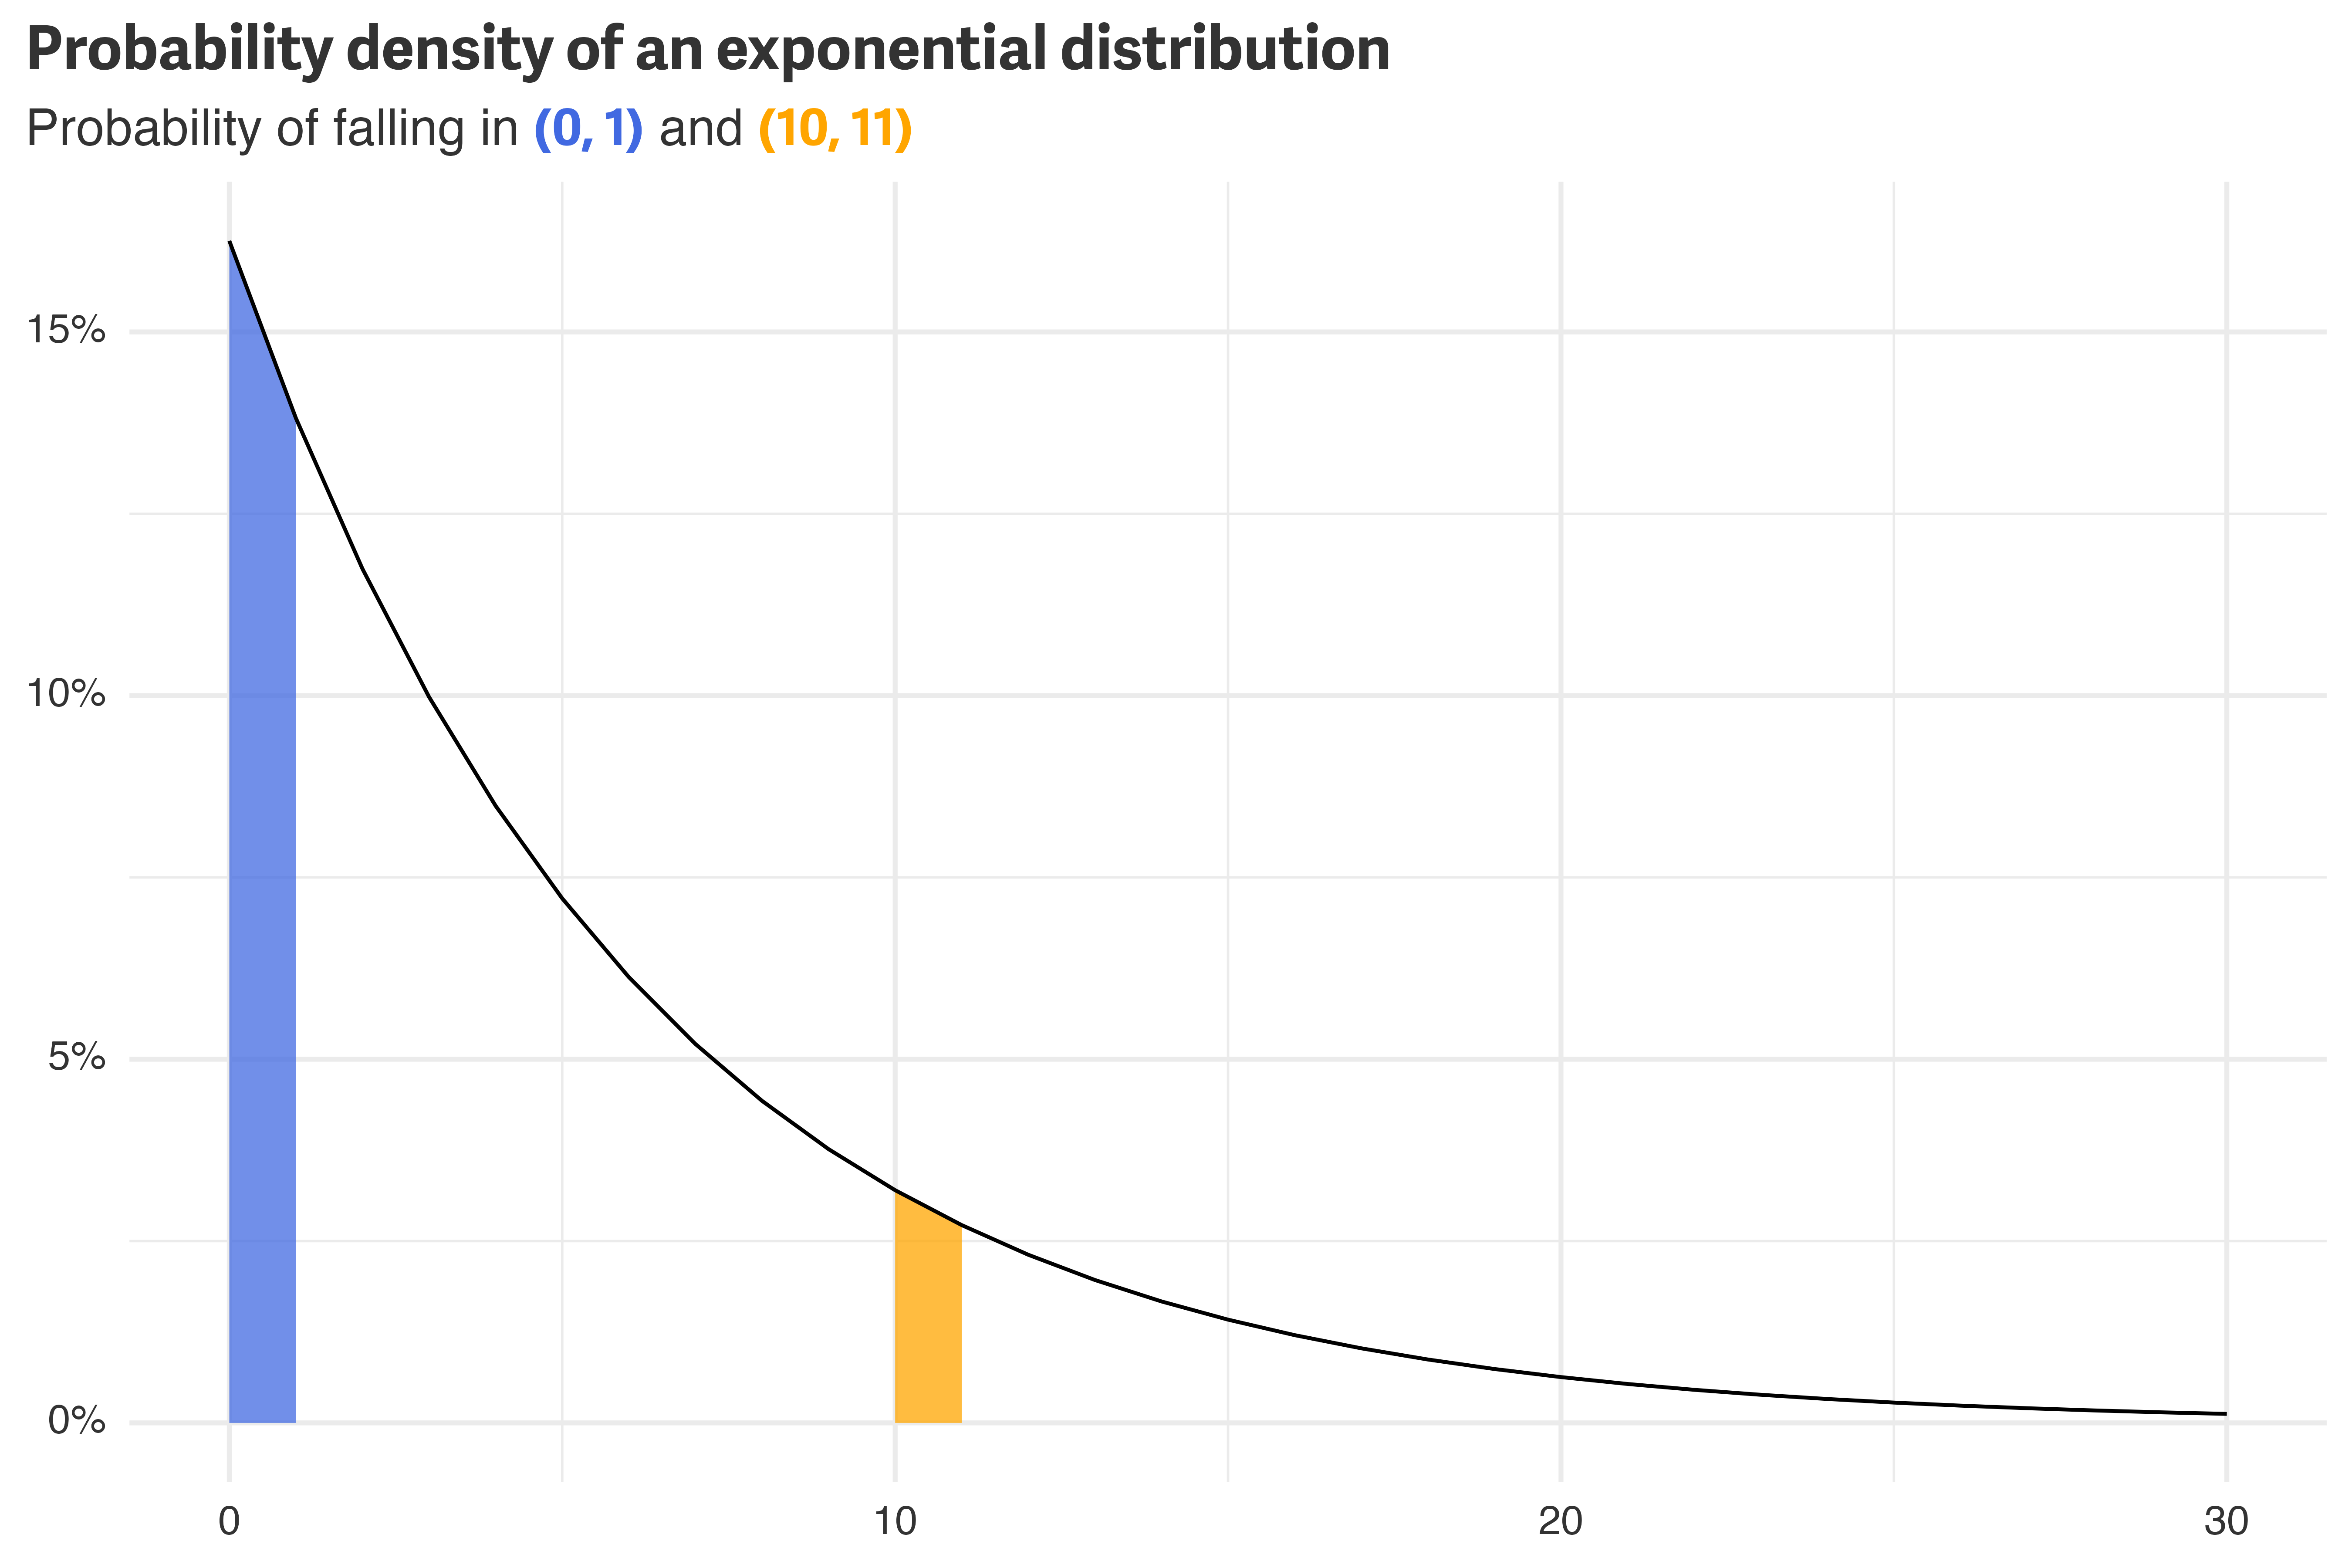 Probability density of an exponential distribution
Probability of falling in (0, 1) and (10, 11)
15%
10%
5%
0%
0 10 20 30